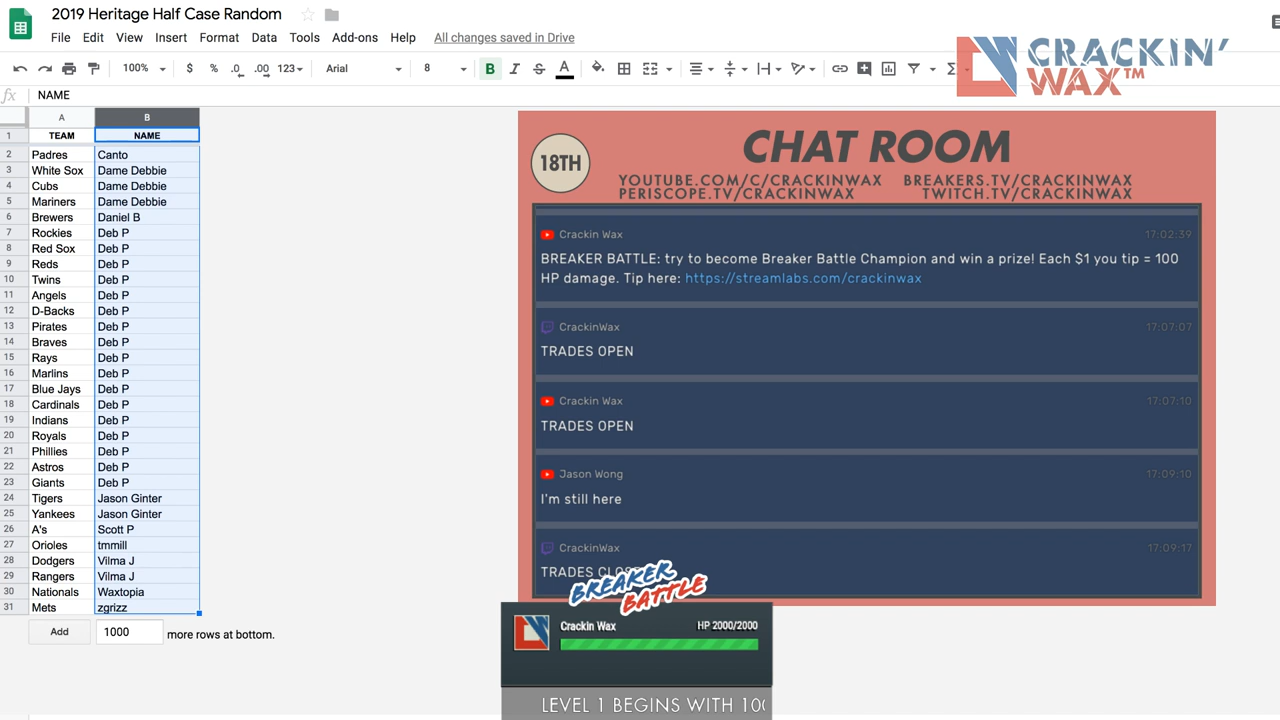 2019 Heritage Half Case Random
File Edit View Insert Format Data Tools Add-ons Help All changes saved in Drive
100% $ % .0 .00 123 Arial 8 B I S A Σ
CRACKIN' WAX™
fx NAME
A B
1 TEAM NAME
2 Padres Canto
3 White Sox Dame Debbie
4 Cubs Dame Debbie
5 Mariners Dame Debbie
6 Brewers Daniel B
7 Rockies Deb P
8 Red Sox Deb P
9 Reds Deb P
10 Twins Deb P
11 Angels Deb P
12 D-Backs Deb P
13 Pirates Deb P
14 Braves Deb P
15 Rays Deb P
16 Marlins Deb P
17 Blue Jays Deb P
18 Cardinals Deb P
19 Indians Deb P
20 Royals Deb P
21 Phillies Deb P
22 Astros Deb P
23 Giants Deb P
24 Tigers Jason Ginter
25 Yankees Jason Ginter
26 A's Scott P
27 Orioles tmmill
28 Dodgers Vilma J
29 Rangers Vilma J
30 Nationals Waxtopia
31 Mets zgrizz
Add 1000 more rows at bottom.
18TH
CHAT ROOM
YOUTUBE.COM/C/CRACKINWAX BREAKERS.TV/CRACKINWAX
PERISCOPE.TV/CRACKINWAX TWITCH.TV/CRACKINWAX
Crackin Wax 17:02:39
BREAKER BATTLE: try to become Breaker Battle Champion and win a prize! Each $1 you tip = 100
HP damage. Tip here: https://streamlabs.com/crackinwax
CrackinWax 17:07:07
TRADES OPEN
Crackin Wax 17:07:10
TRADES OPEN
Jason Wong 17:09:10
I'm still here
CrackinWax 17:09:17
TRADES
BREAKER
BATTLE
Crackin Wax HP 2000/2000
LEVEL 1 BEGINS WITH